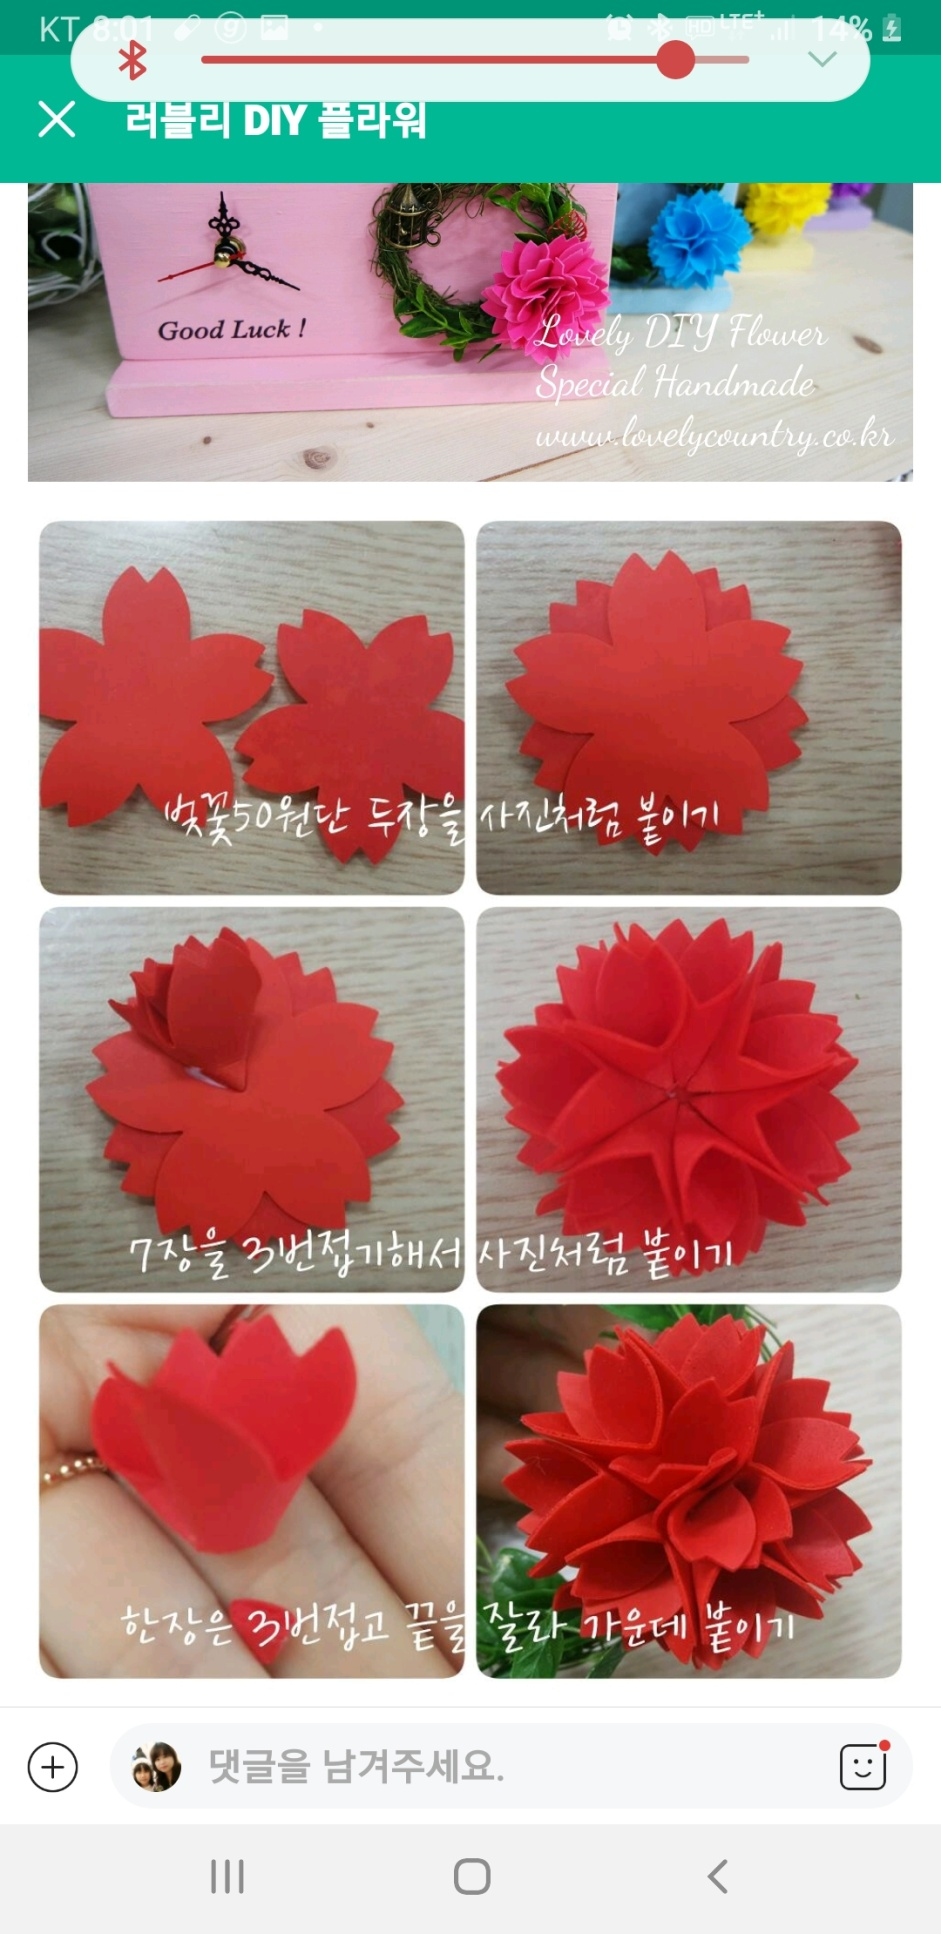 KT 8:01 HD LTE+ 14%
러블리 DIY 플라워
Good Luck !
Lovely DIY Flower
Special Handmade
www.lovelycountry.co.kr
벚꽃50원단 두장을 사진처럼 붙이기
7장을 3번접기해서 사진처럼 붙이기
한장은 3번접고 끝을 잘라 가운데 붙이기
댓글을 남겨주세요.